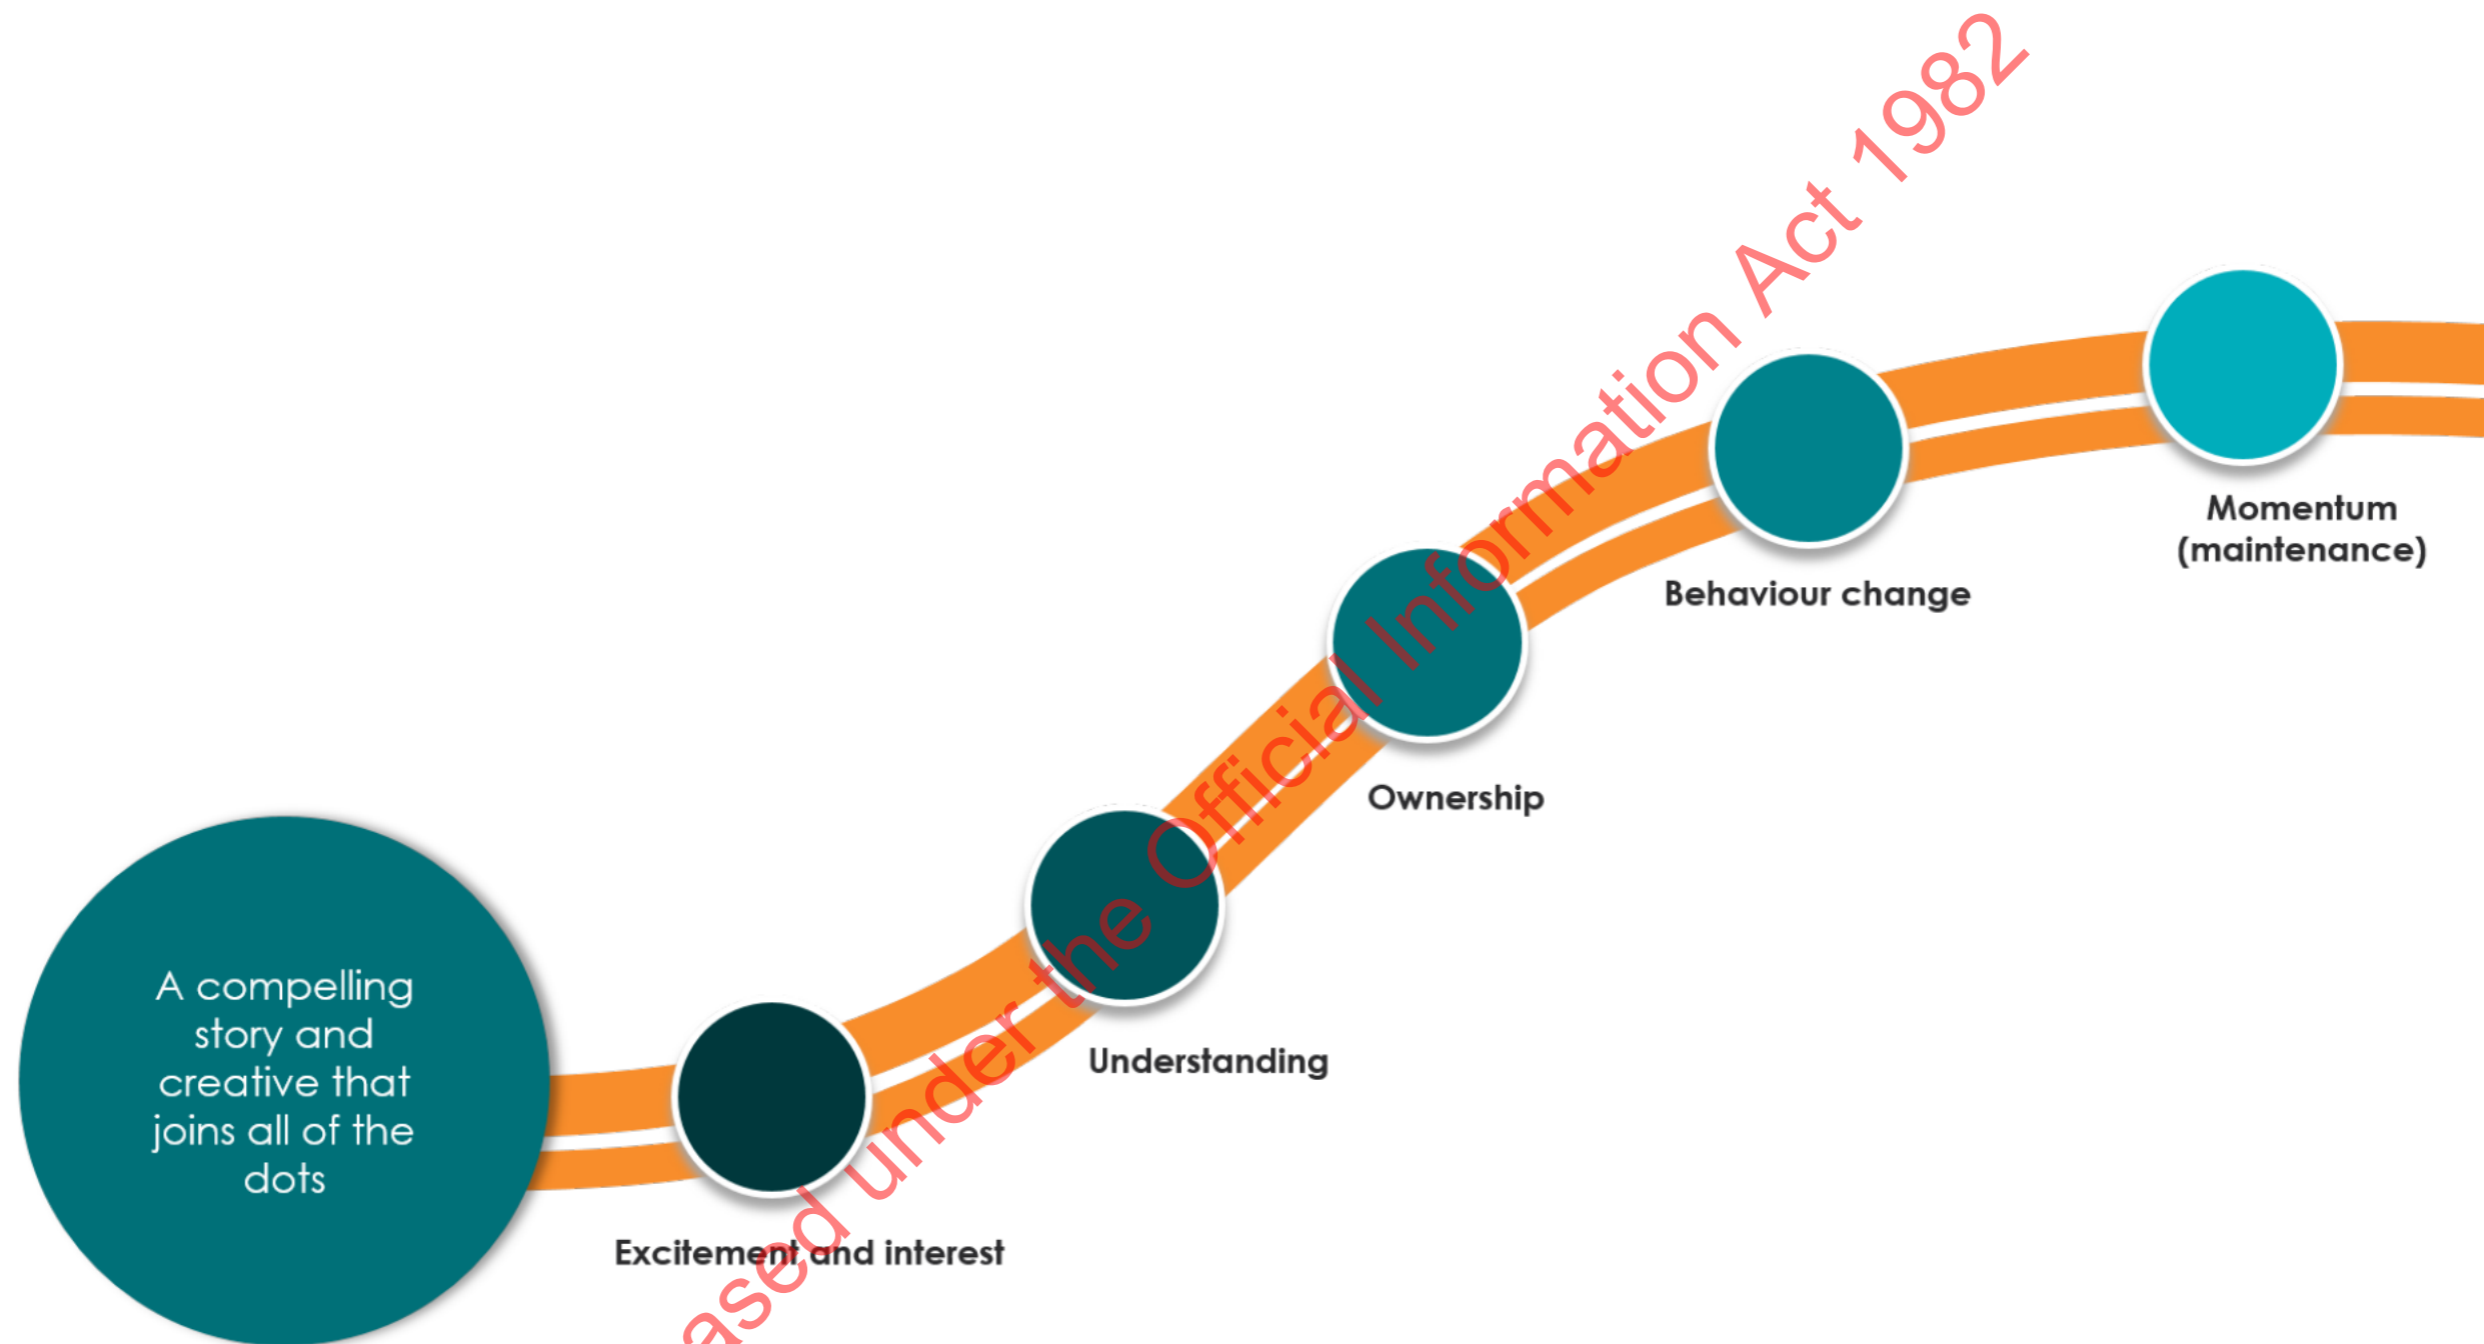 A compelling
story and
creative that
joins all of the
dots
Excitement and interest
Understanding
Ownership
Behaviour change
Momentum
(maintenance)
under the Official Information Act 1982